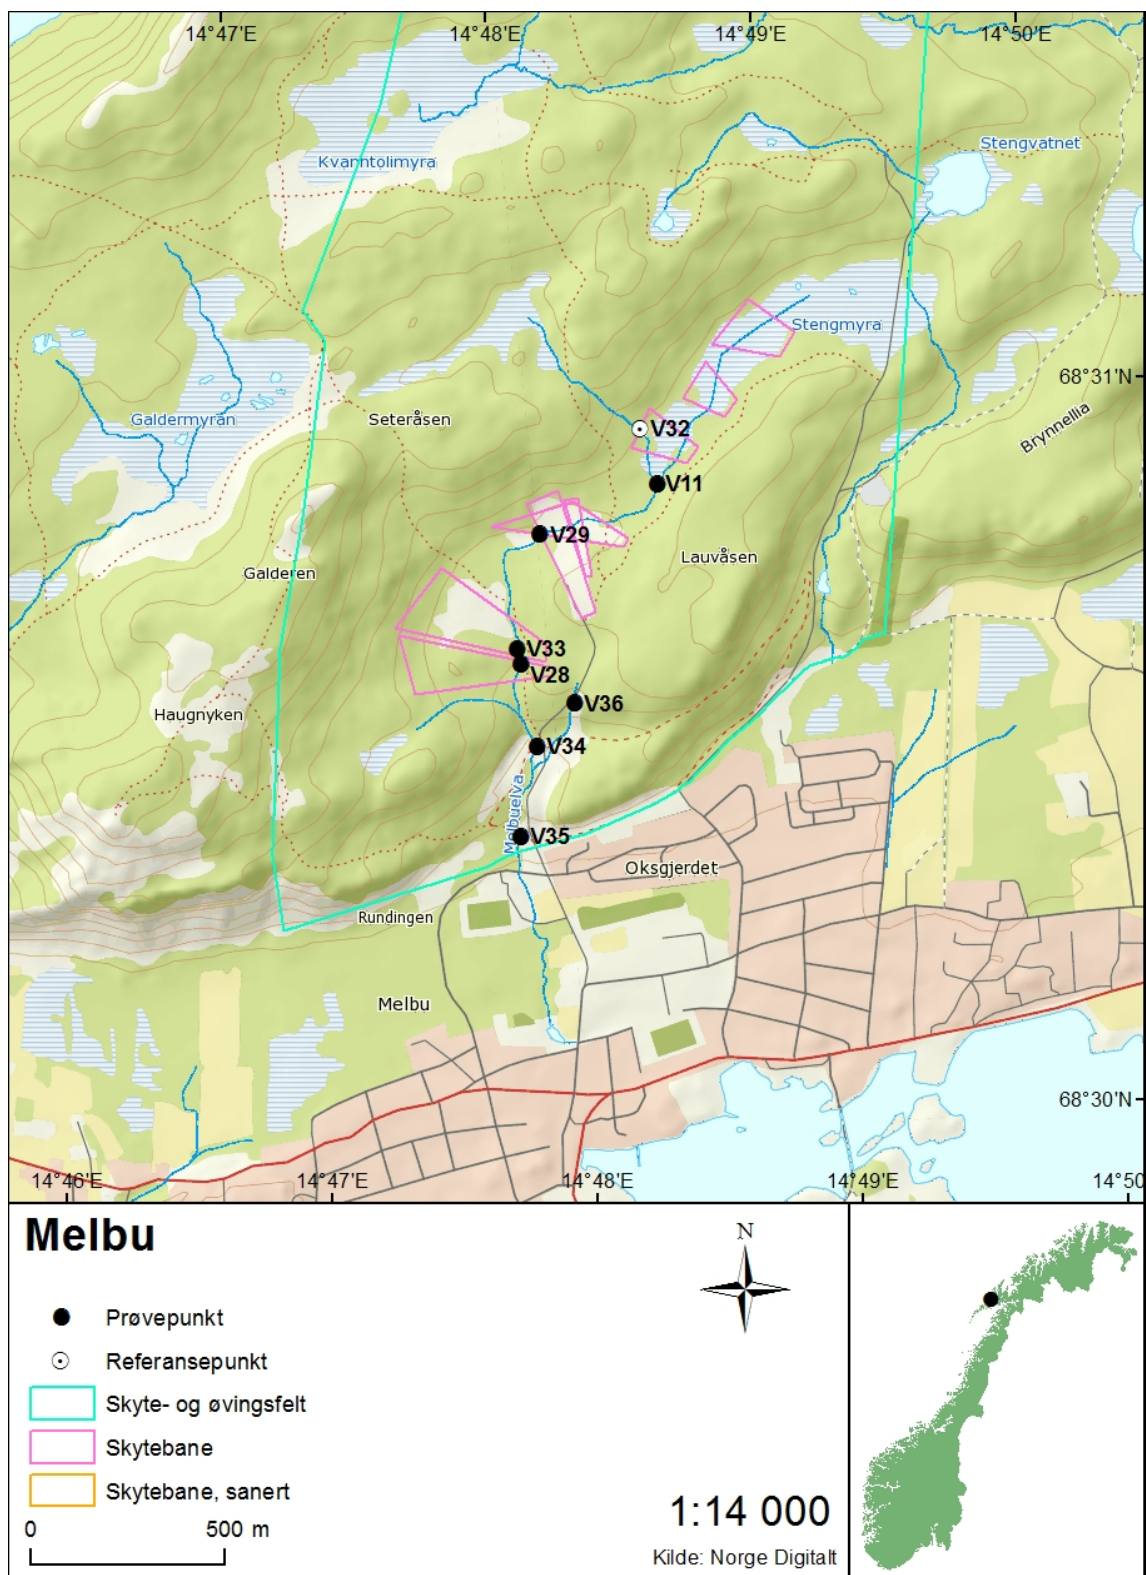 14°47'E
14°48'E
14°49'E
14°50'E
Stengvatnet
Kvanntolimyra
Stengmyra
68°31'N
Galdermyran
Seteråsen
V32
Brynnellia
V11
V29
Lauvåsen
Galderen
V33
V28
V36
Haugnyken
V34
Melbuelva
V35
Oksgjerdet
Rundingen
Melbu
68°30'N
14°46'E
14°47'E
14°48'E
14°49'E
14°50
Melbu
N
Prøvepunkt
Referansepunkt
Skyte- og øvingsfelt
Skytebane
Skytebane, sanert
0 500 m
1:14 000
Kilde: Norge Digitalt